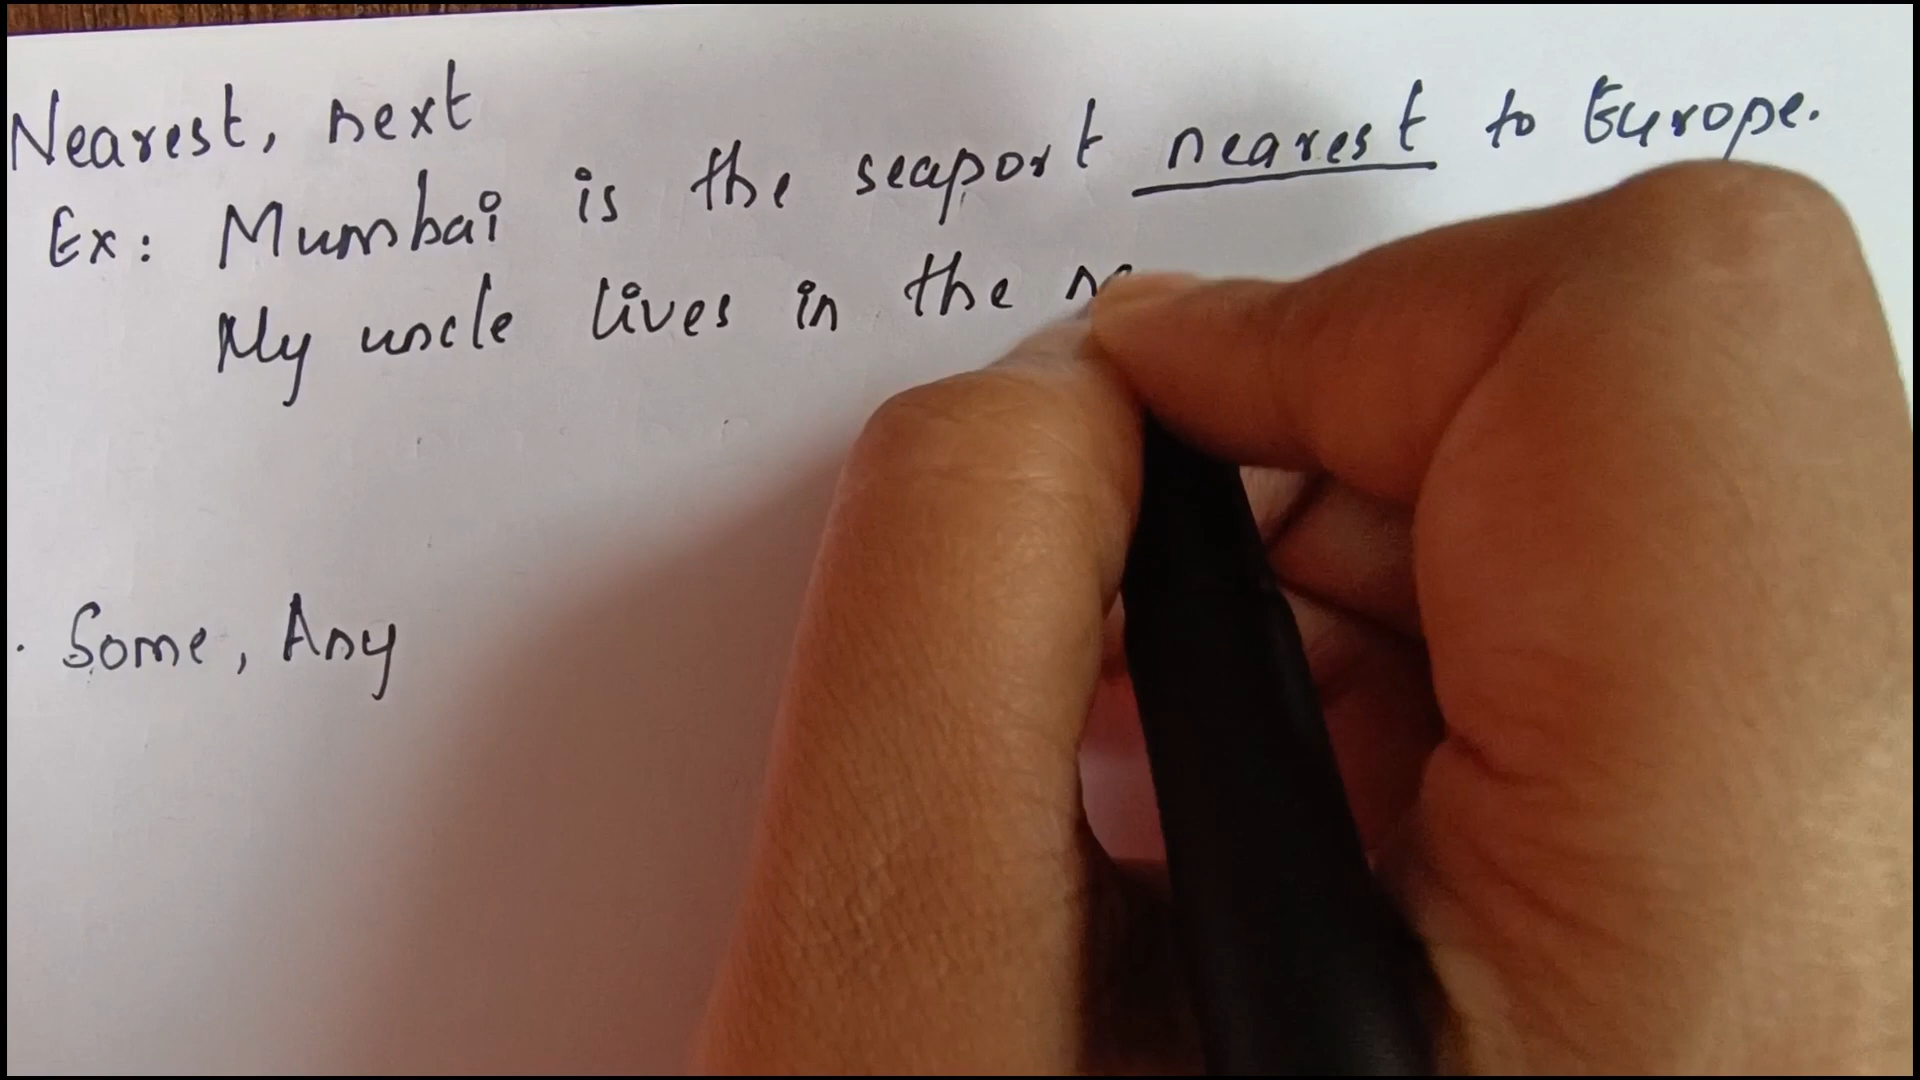 Nearest, next
Ex: Mumbai is the seaport nearest to Europe.
My uncle lives in the
. Some, Any